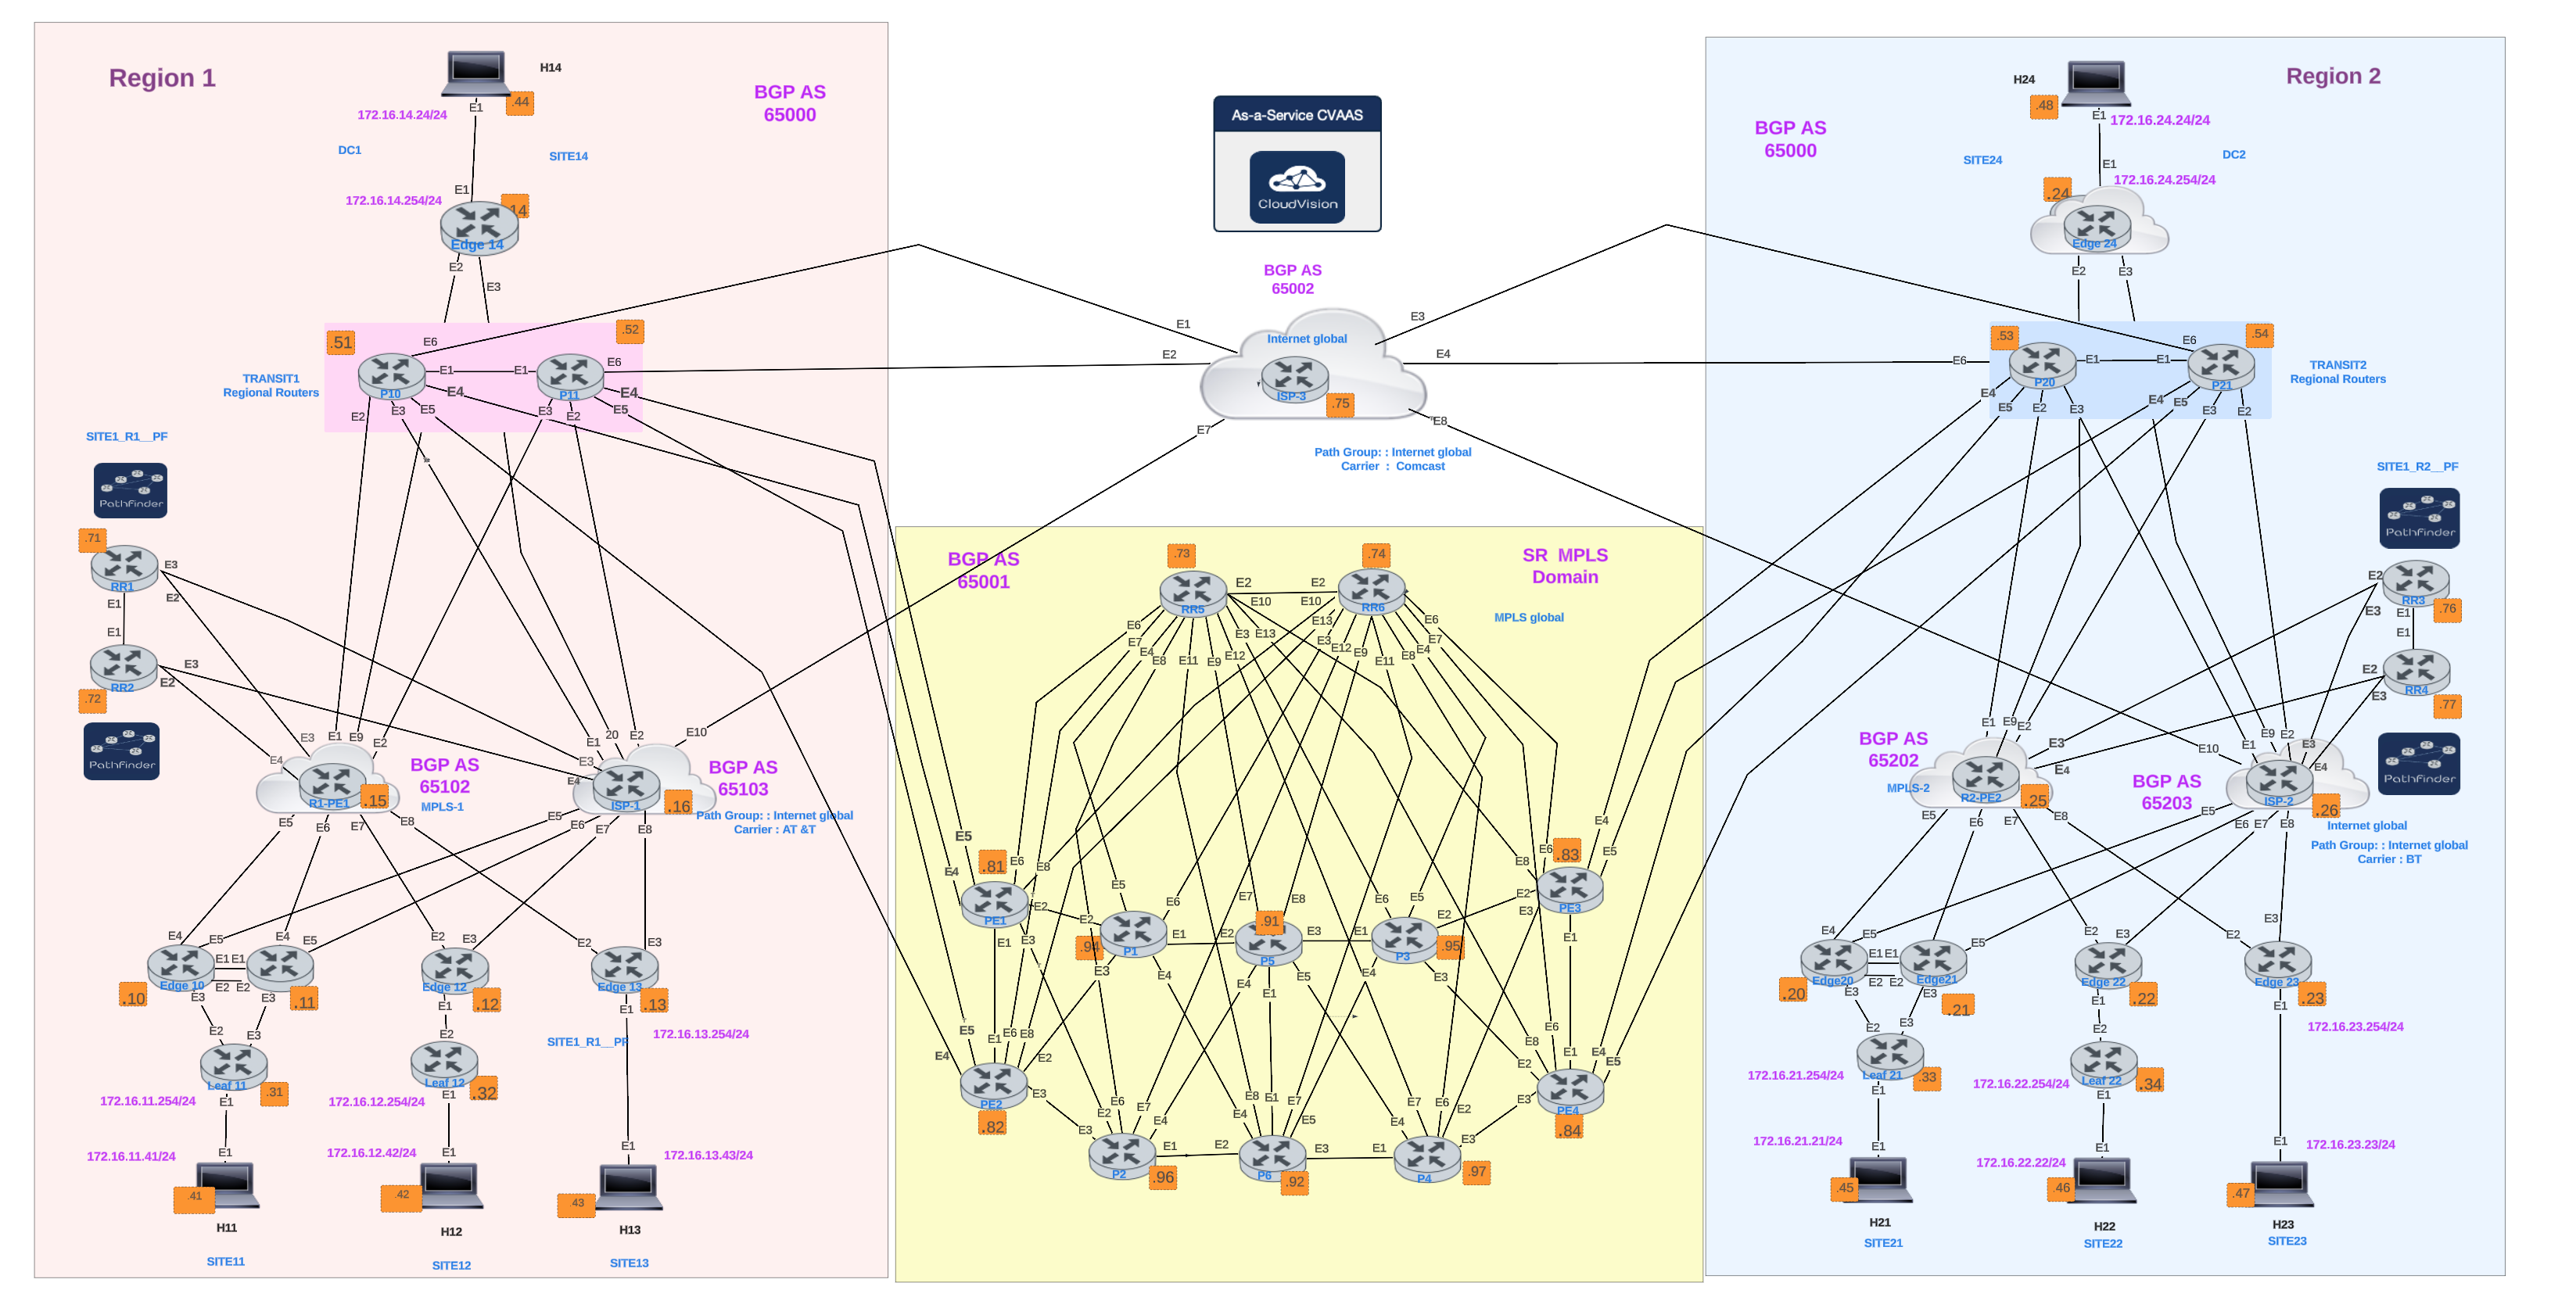 Region 1
H14
.44
E1
172.16.14.24/24
BGP AS
65000
DC1
SITE14
E1
172.16.14.254/24
14
Edge 14
E2
E3
.51
.52
E6
E6
TRANSIT1
Regional Routers
P10
E1
E1
P11
E4
E4
E2
E3
E5
E3
E2
E5
SITE1_R1__PF
Pathfinder
.71
RR1
E3
E2
E1
E1
RR2
E3
E2
.72
Pathfinder
E3
E1
E9
E2
E4
R1-PE1
.15
BGP AS
65102
MPLS-1
E1
20
E2
E10
E3
E4
ISP-1
.16
BGP AS
65103
Path Group: : Internet global
Carrier : AT &T
E5
E6
E7
E8
E5
E6
E7
E8
E4
E5
E4
E5
E2
E3
E2
E3
Edge 10
E1
E1
E2
E2
.10
.11
E3
E3
Edge 12
.12
Edge 13
.13
E1
E1
E2
E3
E2
SITE1_R1__PF
172.16.13.254/24
Leaf 11
.31
Leaf 12
.32
172.16.11.254/24
E1
172.16.12.254/24
E1
172.16.11.41/24
E1
172.16.12.42/24
E1
E1
172.16.13.43/24
.41
.42
43
H11
H12
H13
SITE11
SITE12
SITE13
As-a-Service CVAAS
CloudVision
BGP AS
65002
E1
E3
Internet global
E2
E4
ISP-3
.75
E7
E8
Path Group: : Internet global
Carrier : Comcast
BGP AS
65001
SR MPLS
Domain
MPLS global
.73
.74
RR5
RR6
E2
E2
E10
E10
E6
E7
E4
E8
E11
E9
E12
E3
E13
E13
E3
E12
E9
E11
E8
E4
E7
E6
.81
E5
E4
E6
E8
PE1
E2
E2
E1
E3
.94
P1
E5
E6
E1
E3
E4
E7
E8
.91
P5
E2
E3
E4
E5
E1
E6
E5
E2
P3
.95
E1
E4
E3
.83
E4
E5
E6
E8
E2
E3
PE3
E1
E5
E4
E1
E6
E8
E2
E3
PE2
.82
E3
E2
E6
E7
E4
P2
E1
.96
E2
E4
E8
E1
E7
E5
P6
.92
E3
E1
E4
E7
E6
E2
P4
.97
E3
E3
E2
E8
E6
E1
E4
E5
PE4
.84
Region 2
BGP AS
65000
H24
.48
E1
172.16.24.24/24
SITE24
DC2
E1
172.16.24.254/24
.24
Edge 24
E2
E3
.53
.54
E6
E6
P20
E1
E1
P21
TRANSIT2
Regional Routers
E4
E5
E2
E3
E4
E5
E3
E2
SITE1_R2__PF
Pathfinder
E2
E3
RR3
.76
E1
E1
E2
E3
RR4
.77
Pathfinder
BGP AS
65202
MPLS-2
E1
E9
E2
E3
E4
R2-PE2
.25
BGP AS
65203
E10
E1
E9
E2
E3
E4
ISP-2
.26
Internet global
Path Group: : Internet global
Carrier : BT
E5
E6
E7
E8
E5
E6
E7
E8
E4
E5
E5
E2
E3
E2
E3
Edge20
E1
E1
E2
E2
Edge21
.20
.21
E3
E3
Edge 22
.22
Edge 23
.23
E1
E1
E2
E3
E2
172.16.23.254/24
Leaf 21
.33
Leaf 22
.34
172.16.21.254/24
E1
172.16.22.254/24
E1
172.16.21.21/24
E1
172.16.22.22/24
E1
E1
172.16.23.23/24
.45
.46
.47
H21
H22
H23
SITE21
SITE22
SITE23